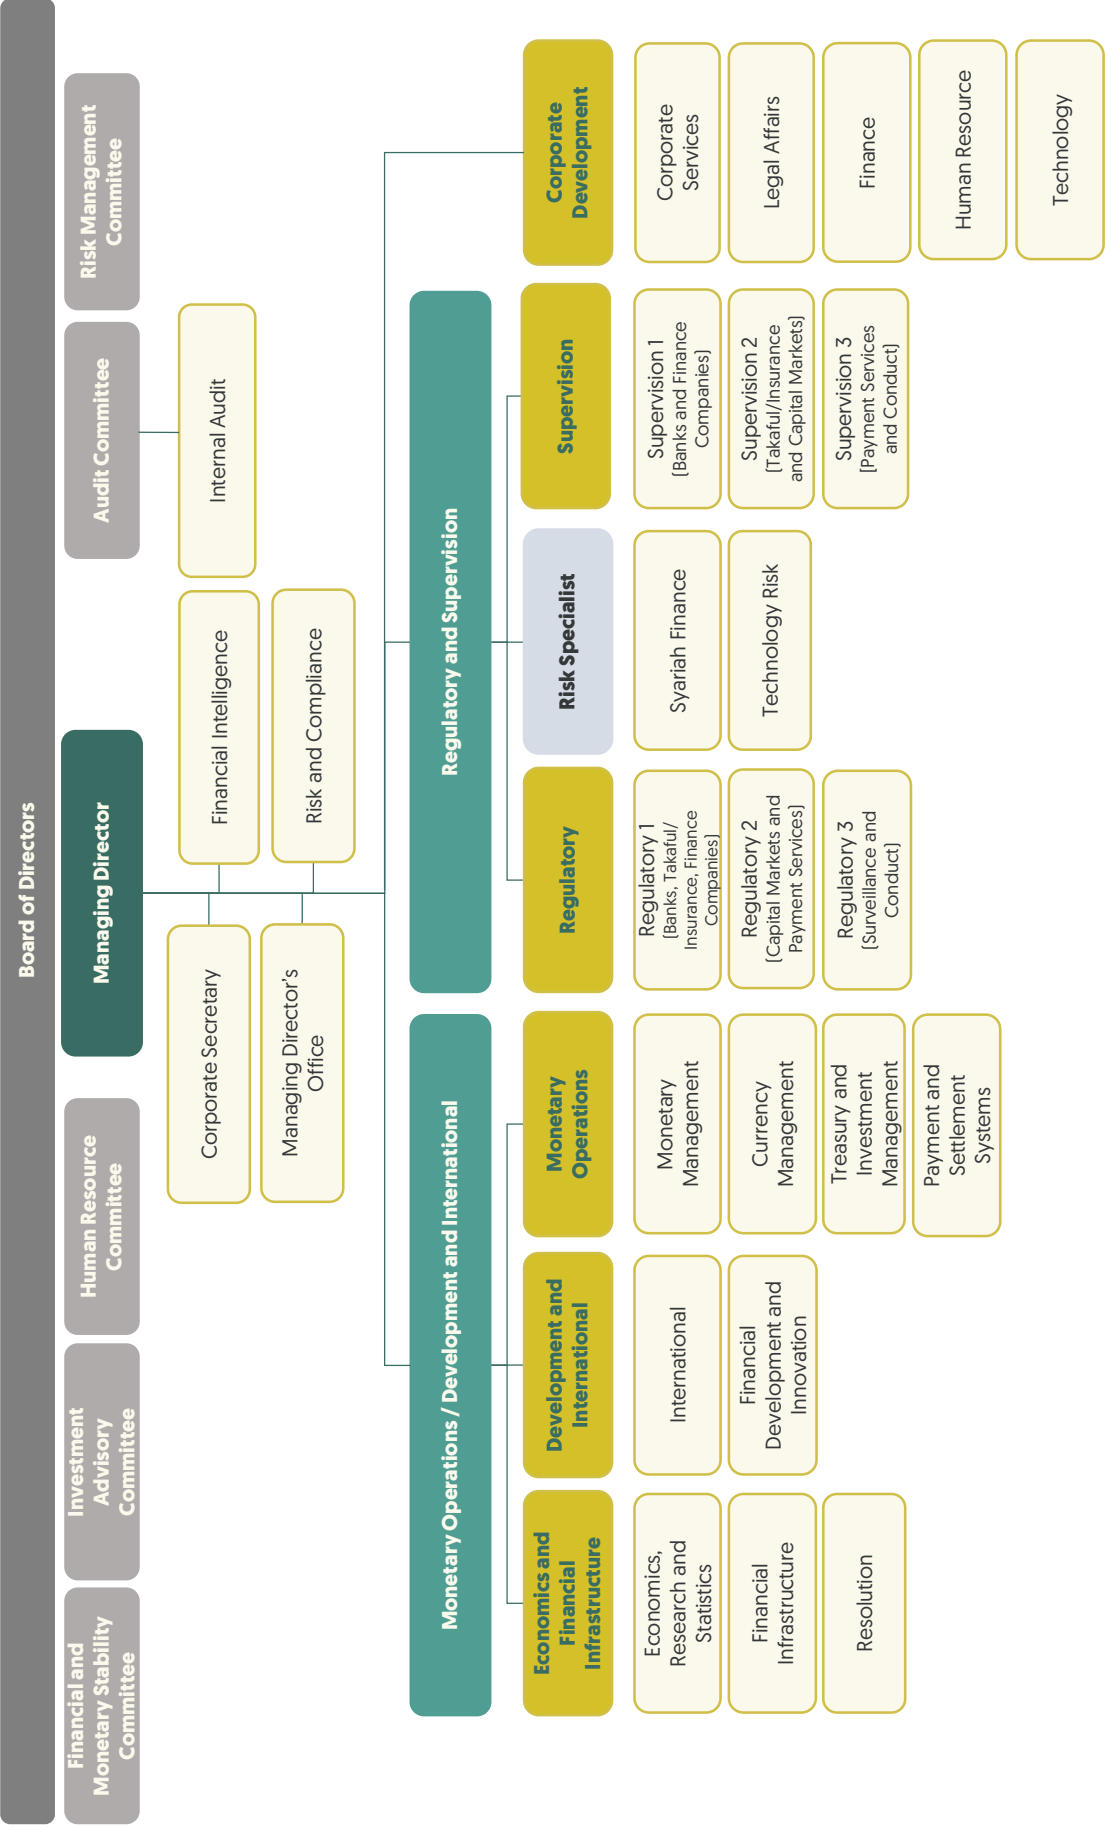 Board of Directors
Financial and
Monetary Stability
Committee
Investment
Advisory
Committee
Human Resource
Committee
Managing Director
Audit Committee
Risk Management
Committee
Corporate Secretary
Managing Director's
Office
Financial Intelligence
Risk and Compliance
Internal Audit
Monetary Operations / Development and International
Regulatory and Supervision
Economics and
Financial
Infrastructure
Economics,
Research and
Statistics
Financial
Infrastructure
Resolution
Development and
International
International
Financial
Development and
Innovation
Monetary
Operations
Monetary
Management
Currency
Management
Treasury and
Investment
Management
Payment and
Settlement
Systems
Regulatory
Regulatory 1
(Banks, Takaful/
Insurance, Finance
Companies)
Regulatory 2
(Capital Markets and
Payment Services)
Regulatory 3
(Surveillance and
Conduct)
Risk Specialist
Syariah Finance
Technology Risk
Supervision
Supervision 1
(Banks and Finance
Companies)
Supervision 2
(Takaful/Insurance
and Capital Markets)
Supervision 3
(Payment Services
and Conduct)
Corporate
Development
Corporate
Services
Legal Affairs
Finance
Human Resource
Technology